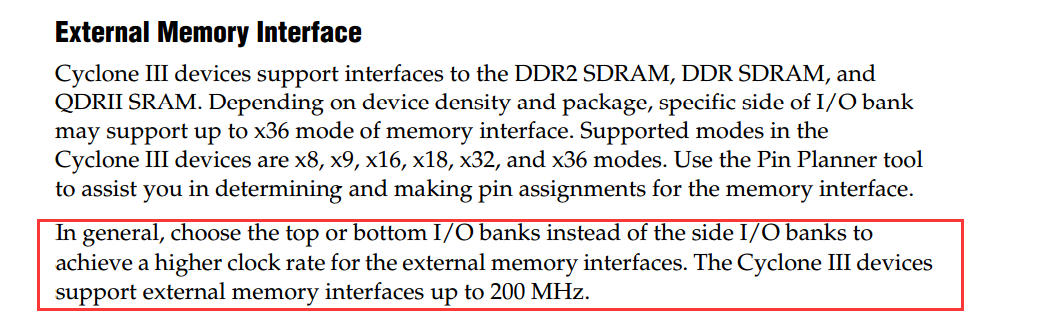 External Memory Interface
Cyclone III devices support interfaces to the DDR2 SDRAM, DDR SDRAM, and
QDRII SRAM. Depending on device density and package, specific side of I/O bank
may support up to x36 mode of memory interface. Supported modes in the
Cyclone III devices are x8, x9, x16, x18, x32, and x36 modes. Use the Pin Planner tool
to assist you in determining and making pin assignments for the memory interface.
In general, choose the top or bottom I/O banks instead of the side I/O banks to
achieve a higher clock rate for the external memory interfaces. The Cyclone III devices
support external memory interfaces up to 200 MHz.